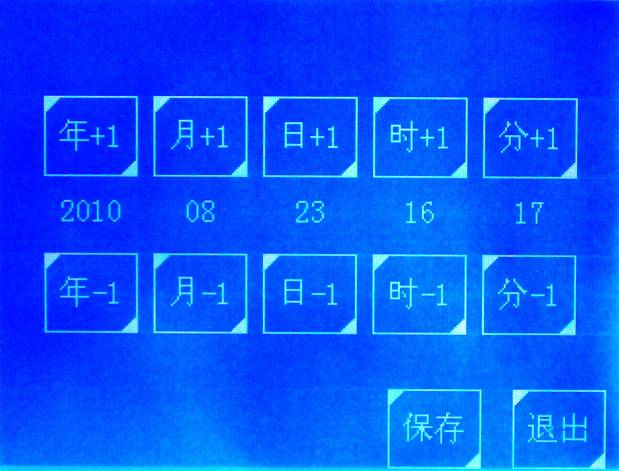 年+1 月+1 日+1 时+1 分+1
2010 08 23 16 17
年-1 月-1 日-1 时-1 分-1
保存 退出